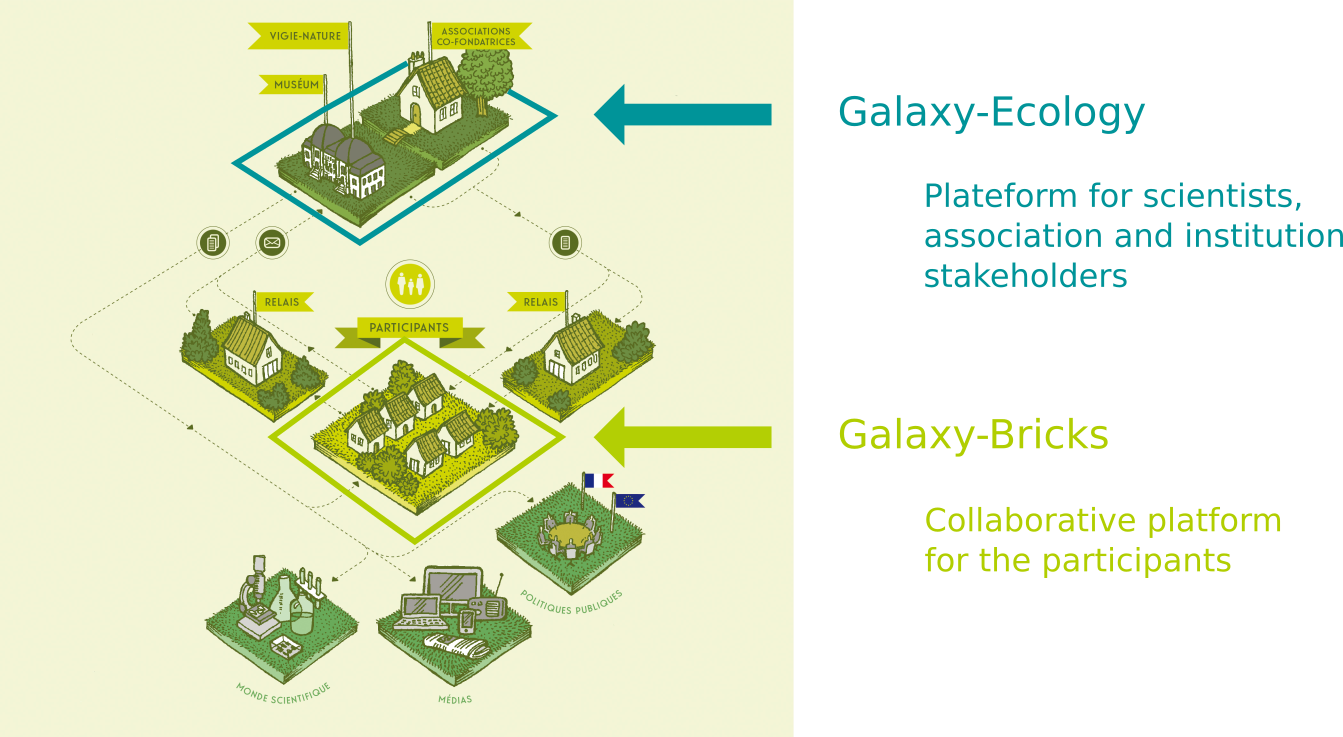 VIGIE-NATURE
ASSOCIATIONS
CO-FONDATRICES
MUSÉUM
Galaxy-Ecology
Plateform for scientists,
association and institution
stakeholders
RELAIS
RELAIS
PARTICIPANTS
Galaxy-Bricks
Collaborative platform
for the participants
POLITIQUES PUBLIQUES
MONDE SCIENTIFIQUE
MÉDIAS